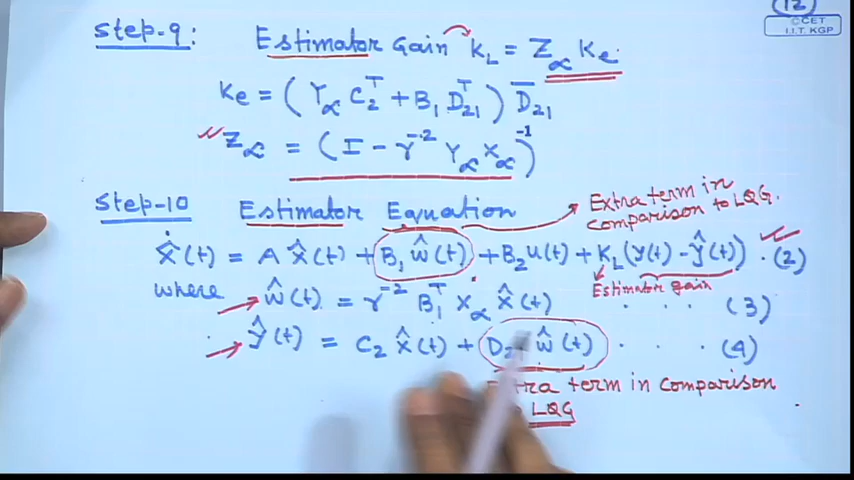 (12)
©CET
I.I.T. KGP
Step-9: Estimator Gain K_L = Z_∝ K_e.
K_e = (Y_∝ C_2^T + B_1 D_21^T) D̅_21
Z_∝ = (I - γ^-2 Y_∝ X_∝)^-1
Step-10 Estimator Equation
Extra term in
comparison to LQG.
ẋ̂(t) = A x̂(t) + B_1 ŵ(t) + B_2 u(t) + K_L (y(t) - ŷ(t)) . (2)
Estimator gain
where ŵ(t) = γ^-2 B_1^T X_∝ x̂(t) . . . (3)
ŷ(t) = C_2 x̂(t) + ŵ(t) . . . (4)
term in comparison
LQG